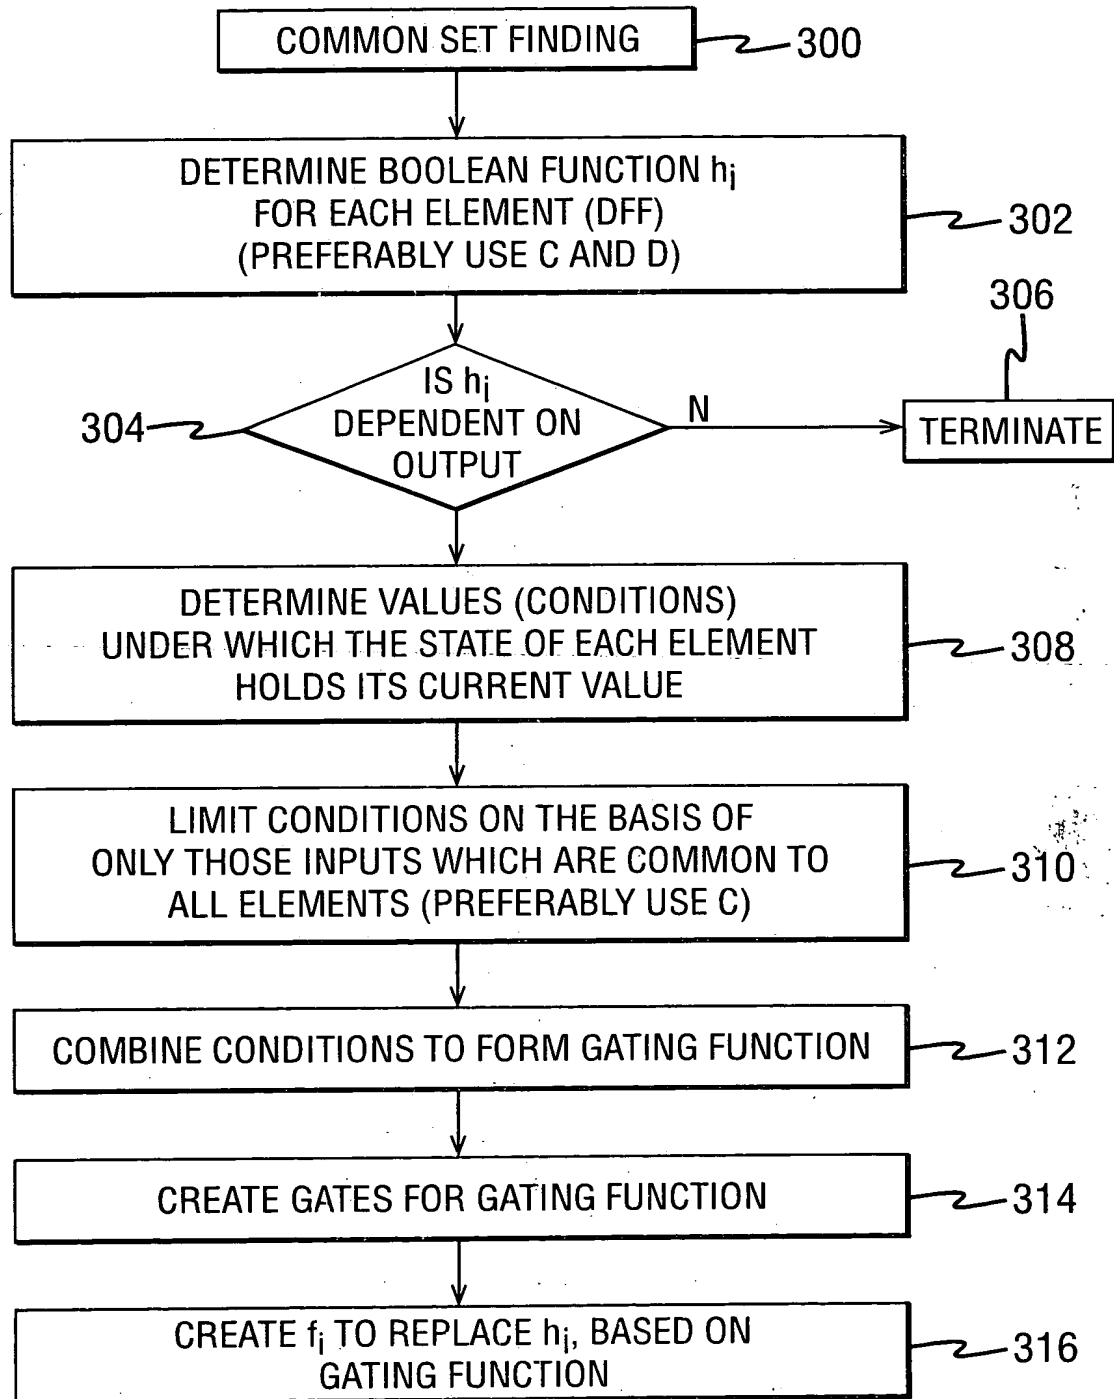 COMMON SET FINDING
300
DETERMINE BOOLEAN FUNCTION hi
FOR EACH ELEMENT (DFF)
(PREFERABLY USE C AND D)
302
306
IS hi
DEPENDENT ON
OUTPUT
304
N
TERMINATE
DETERMINE VALUES (CONDITIONS)
UNDER WHICH THE STATE OF EACH ELEMENT
HOLDS ITS CURRENT VALUE
308
LIMIT CONDITIONS ON THE BASIS OF
ONLY THOSE INPUTS WHICH ARE COMMON TO
ALL ELEMENTS (PREFERABLY USE C)
310
COMBINE CONDITIONS TO FORM GATING FUNCTION
312
CREATE GATES FOR GATING FUNCTION
314
CREATE fi TO REPLACE hi, BASED ON
GATING FUNCTION
316